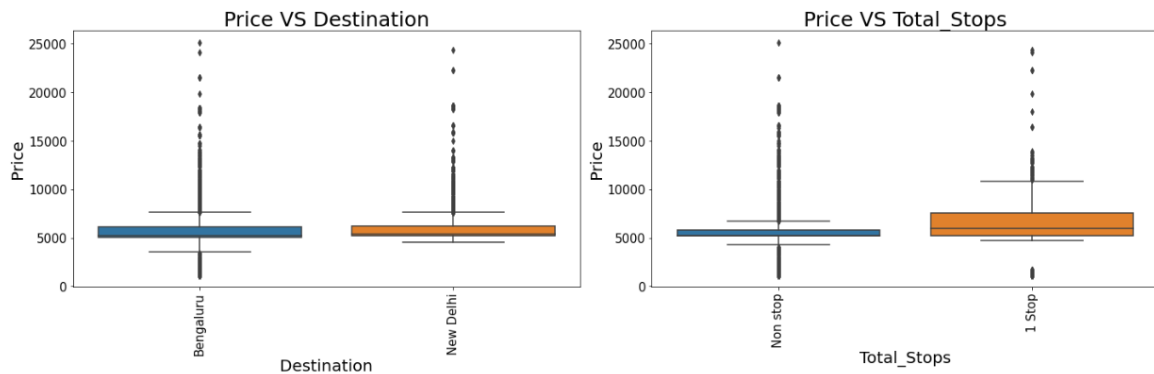 Price VS Destination
25000
20000
15000
10000
5000
0
Price
Bengaluru
New Delhi
Destination
Price VS Total_Stops
25000
20000
15000
10000
5000
0
Price
Non stop
1 Stop
Total_Stops